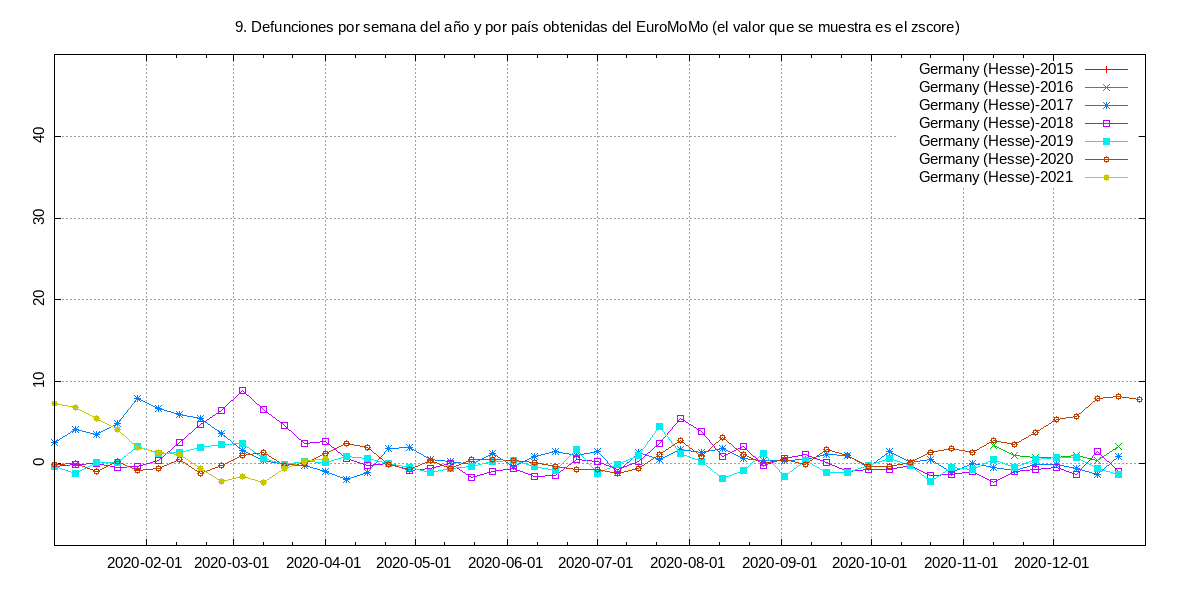 9. Defunciones por semana del año y por país obtenidas del EuroMoMo (el valor que se muestra es el zscore)
Germany (Hesse)-2015
Germany (Hesse)-2016
Germany (Hesse)-2017
Germany (Hesse)-2018
Germany (Hesse)-2019
Germany (Hesse)-2020
Germany (Hesse)-2021
40
30
20
10
0
2020-02-01 2020-03-01 2020-04-01 2020-05-01 2020-06-01 2020-07-01 2020-08-01 2020-09-01 2020-10-01 2020-11-01 2020-12-01